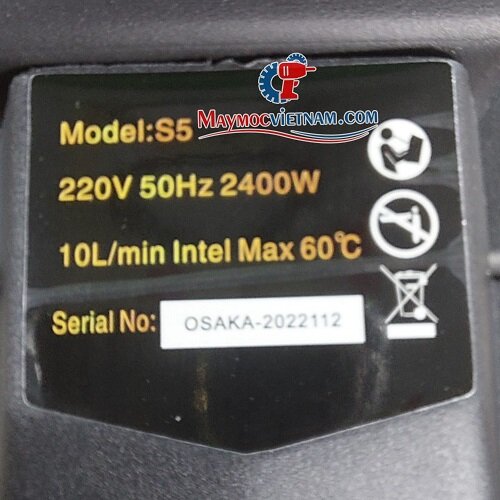 MAYMOCVIETNAM.COM
Model:S5
220V 50Hz 2400W
10L/min Intel Max 60℃
Serial No: OSAKA-2022112